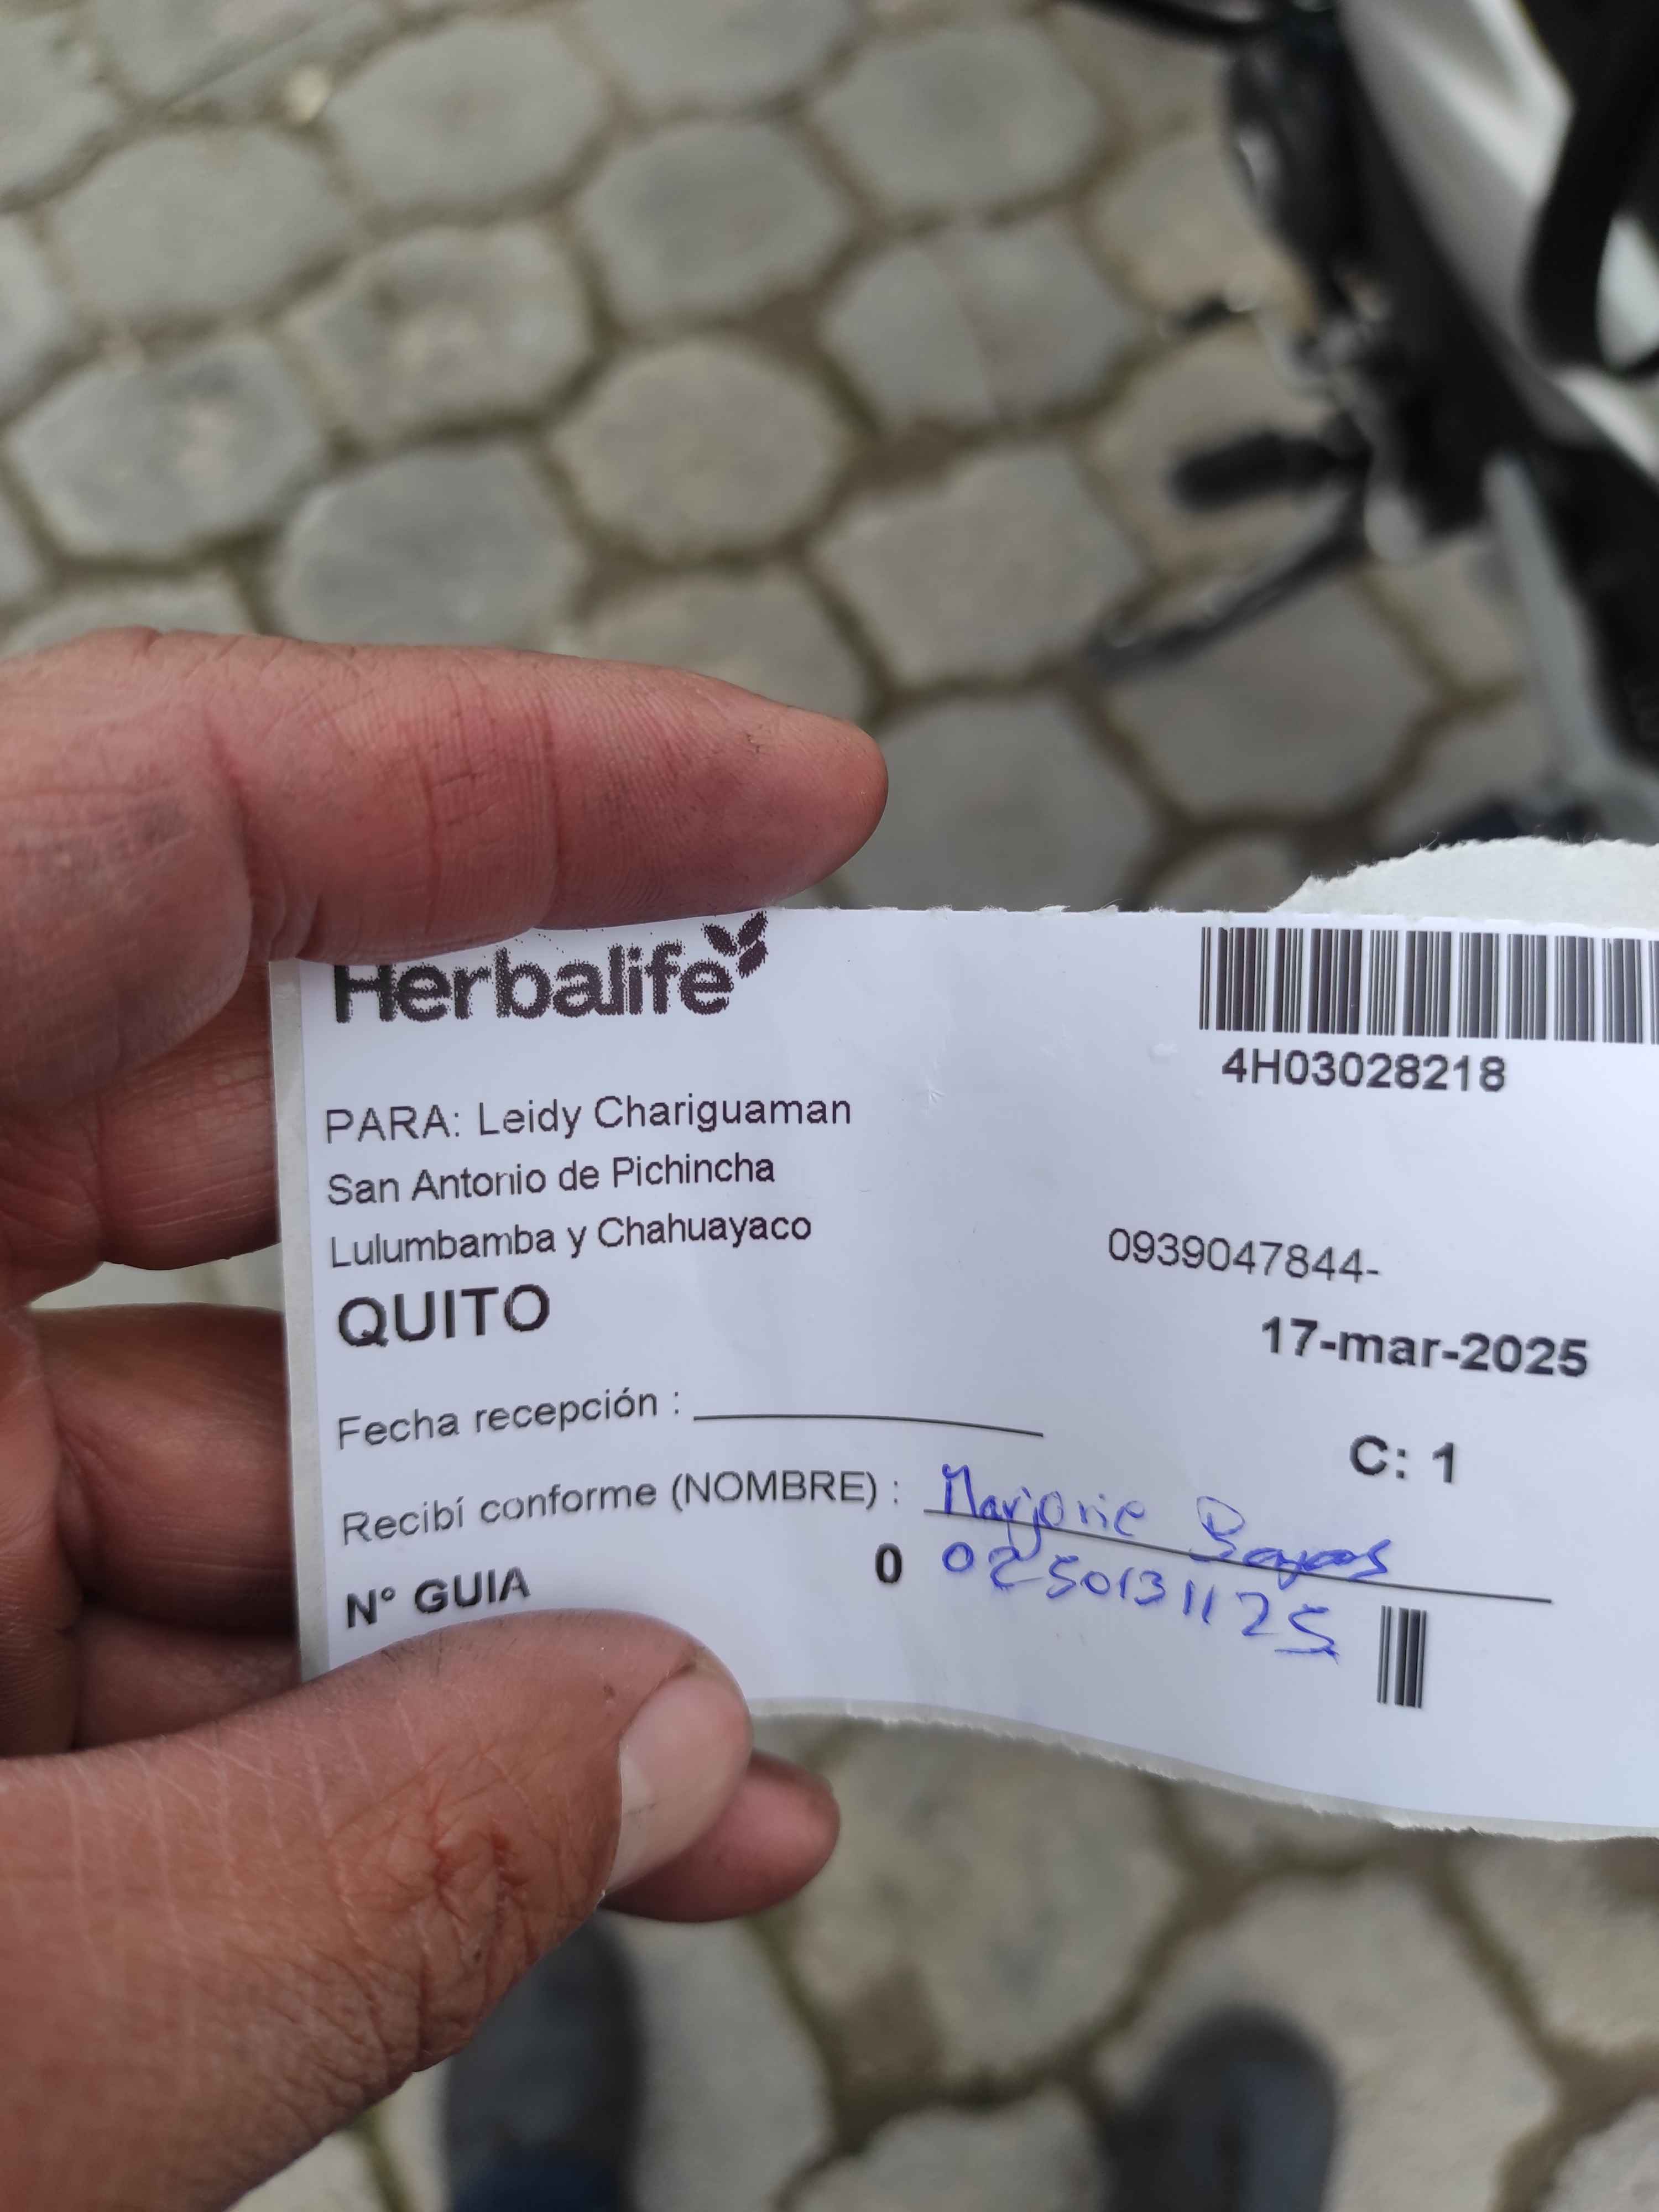 Herbalife
4H03028218
PARA: Leidy Chariguaman
San Antonio de Pichincha
Lulumbamba y Chahuayaco
0939047844-
QUITO
17-mar-2025
Fecha recepción :
C: 1
Recibí conforme (NOMBRE) : Marjorie
N° GUIA 0 0250131125